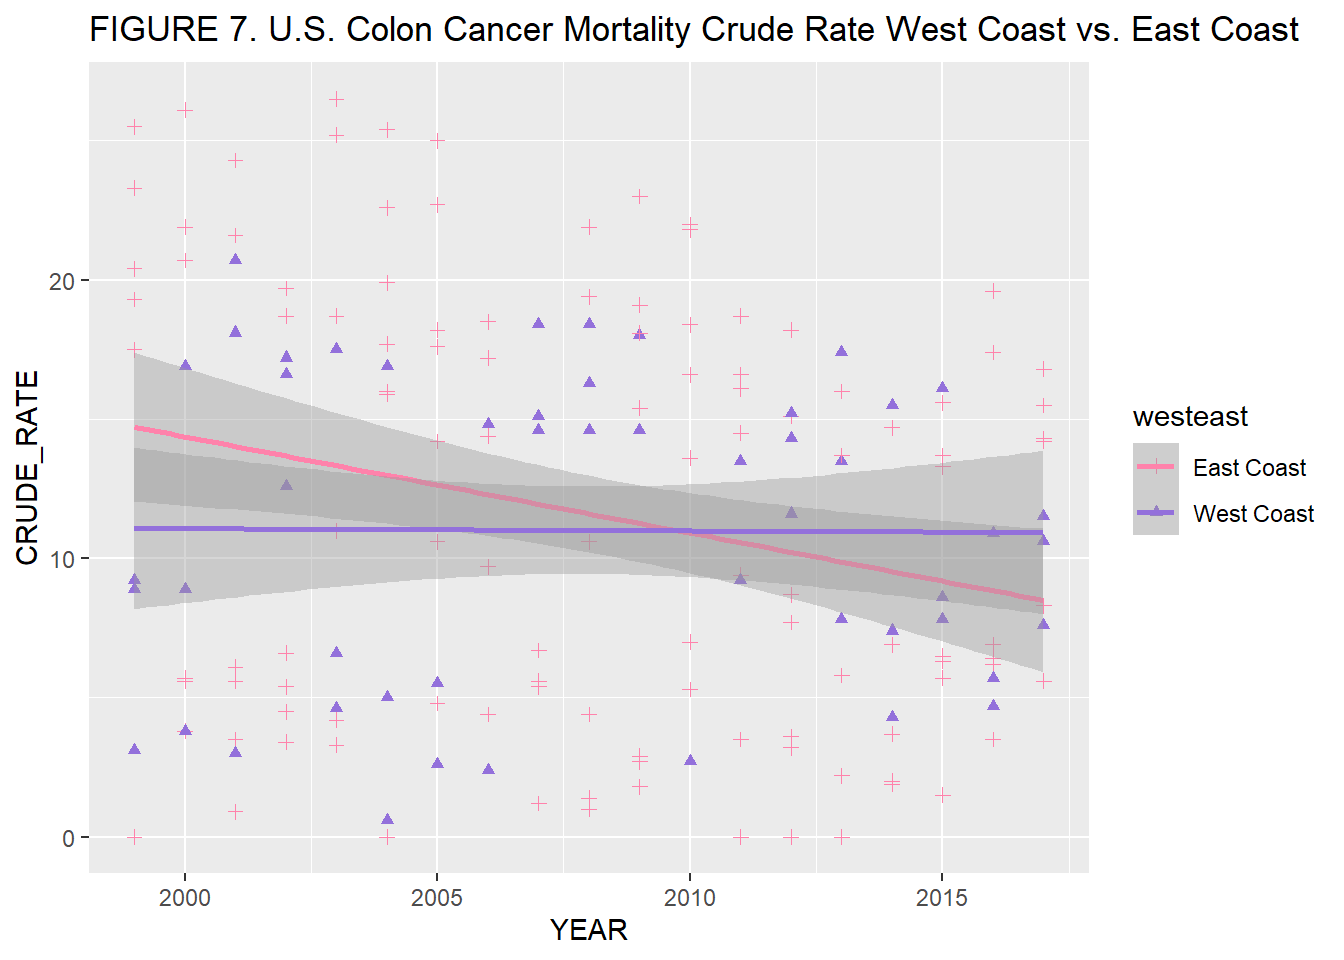 FIGURE 7. U.S. Colon Cancer Mortality Crude Rate West Coast vs. East Coast
CRUDE_RATE
20
10
0
2000 2005 2010 2015
YEAR
westeast
East Coast
West Coast